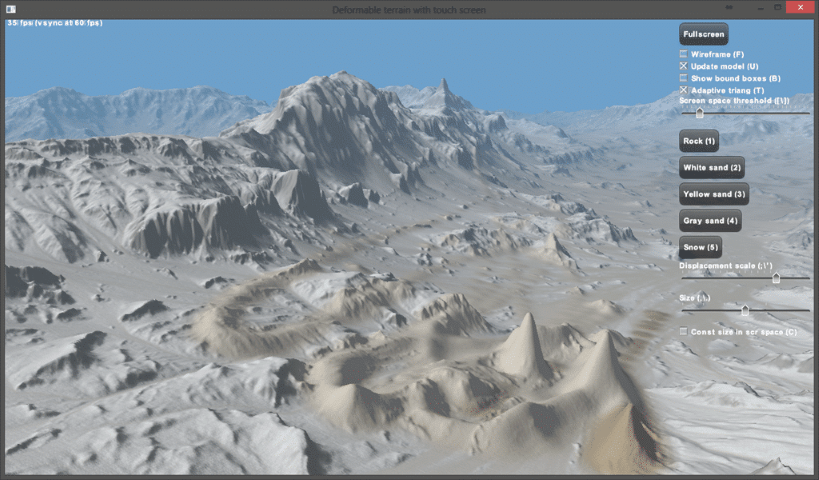 Deformable terrain with touch screen
35 fps (vsync at 60 fps)
Fullscreen
Wireframe (F)
Update model (U)
Show bound boxes (B)
Adaptive triang (T)
Screen space threshold ([\])
Rock (1)
White sand (2)
Yellow sand (3)
Gray sand (4)
Snow (5)
Displacement scale (;\')
Size (,\.)
Const size in scr space (C)